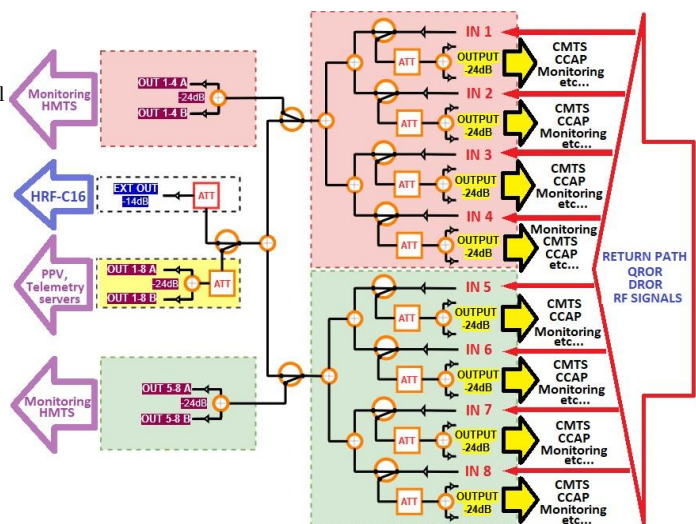 l
Monitoring
HMTS
OUT 1-4 A
-24dB
OUT 1-4 B
HRF-C16
EXT OUT
-14dB
ATT
PPV,
Telemetry
servers
OUT 1-8 A
-24dB
OUT 1-8 B
ATT
Monitoring
HMTS
OUT 5-8 A
-24dB
OUT 5-8 B
IN 1
ATT
OUTPUT
-24dB
CMTS
CCAP
Monitoring
etc...
IN 2
ATT
OUTPUT
-24dB
CMTS
CCAP
Monitoring
etc...
IN 3
ATT
OUTPUT
-24dB
CMTS
CCAP
Monitoring
etc...
IN 4
ATT
OUTPUT
-24dB
Monitoring
CMTS
CCAP
etc...
IN 5
ATT
OUTPUT
-24dB
CMTS
CCAP
Monitoring
etc...
IN 6
ATT
OUTPUT
-24dB
CMTS
CCAP
Monitoring
etc...
IN 7
ATT
OUTPUT
-24dB
CMTS
CCAP
Monitoring
etc...
IN 8
ATT
OUTPUT
-24dB
CMTS
CCAP
Monitoring
etc...
RETURN PATH
QROR
DROR
RF SIGNALS